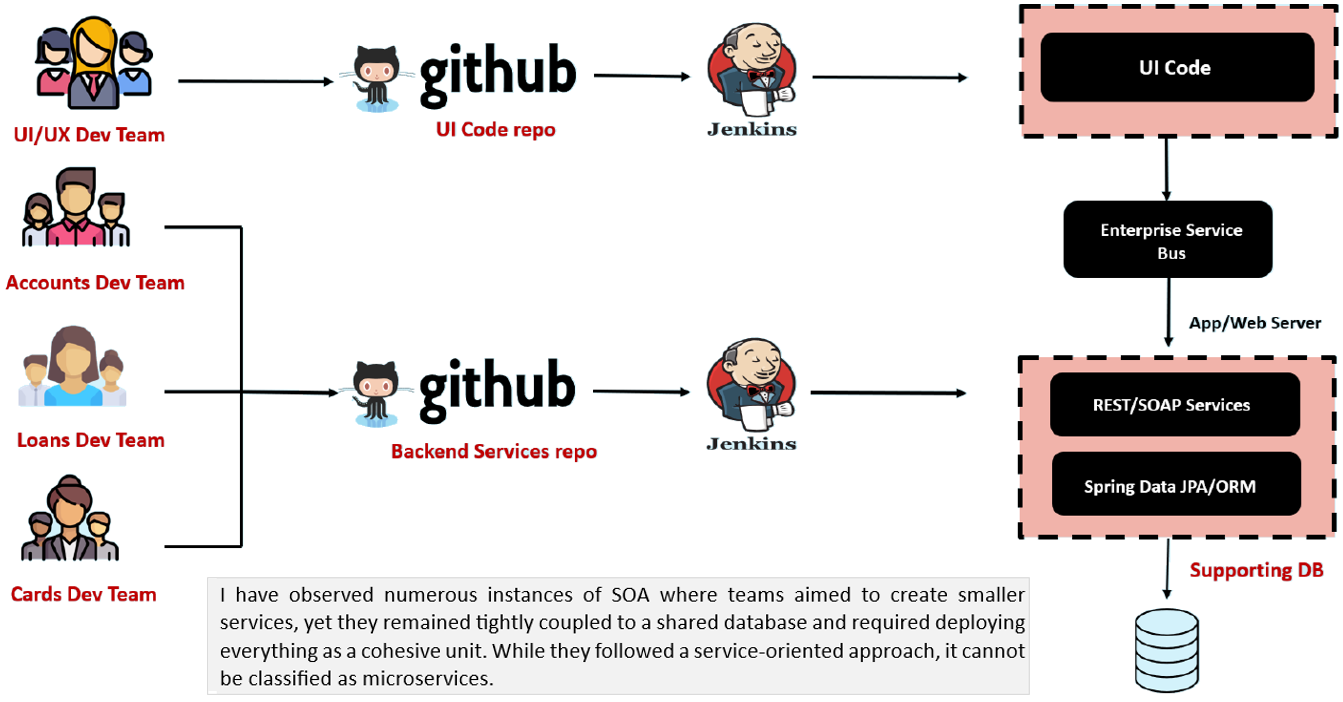 UI/UX Dev Team
github
UI Code repo
Jenkins
UI Code
Enterprise Service
Bus
App/Web Server
Accounts Dev Team
Loans Dev Team
Cards Dev Team
github
Backend Services repo
Jenkins
REST/SOAP Services
Spring Data JPA/ORM
Supporting DB
I have observed numerous instances of SOA where teams aimed to create smaller
services, yet they remained tightly coupled to a shared database and required deploying
everything as a cohesive unit. While they followed a service-oriented approach, it cannot
be classified as microservices.